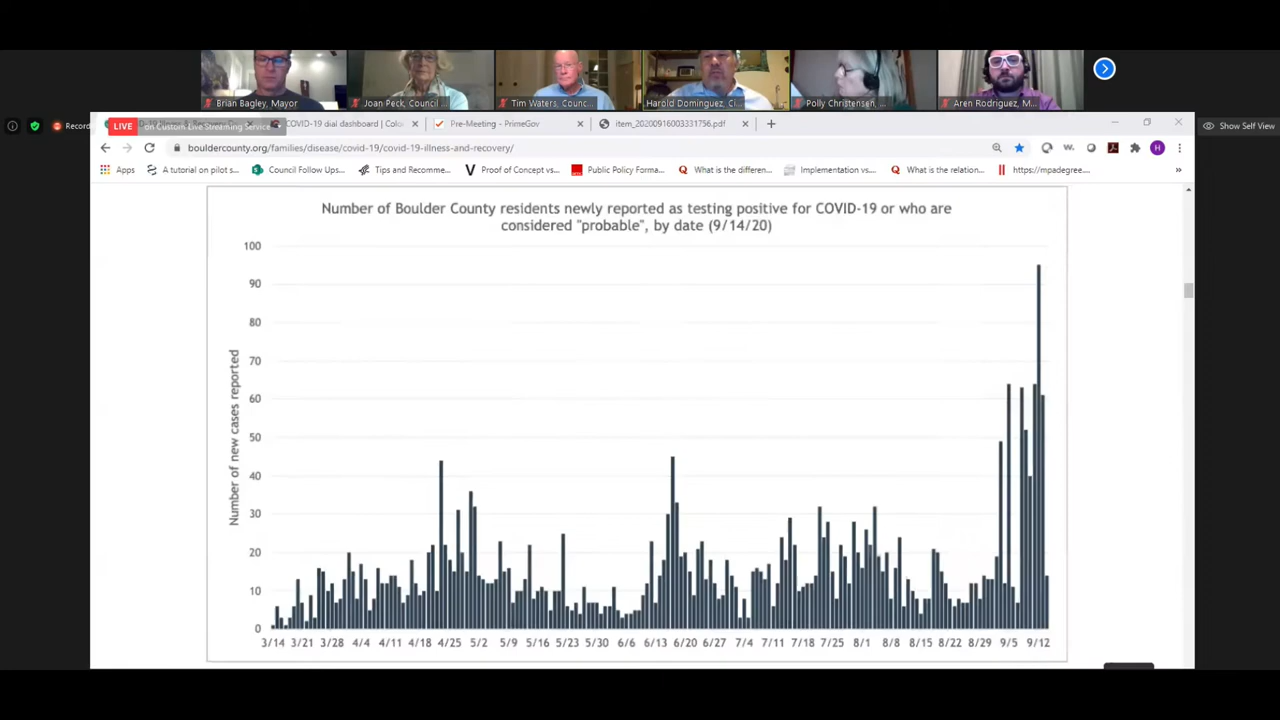 Brian Bagley, Mayor
Joan Peck, Council ...
Tim Waters, Counc...
Harold Dominguez, Ci...
Polly Christensen, ...
Aren Rodriguez, M...
Show Self View
Record
LIVE on Custom Live Streaming Service
COVID-19 dial dashboard | Colo
Pre-Meeting - PrimeGov
item_20200916003331756.pdf
bouldercounty.org/families/disease/covid-19/covid-19-illness-and-recovery/
H
Apps
A tutorial on pilot s...
Council Follow Ups...
Tips and Recomme...
Proof of Concept vs...
Public Policy Forma...
What is the differen...
Implementation vs...
What is the relation...
https://mpadegree...
Number of Boulder County residents newly reported as testing positive for COVID-19 or who are
considered "probable", by date (9/14/20)
Number of new cases reported
100
90
80
70
60
50
40
30
20
10
0
3/14 3/21 3/28 4/4 4/11 4/18 4/25 5/2 5/9 5/16 5/23 5/30 6/6 6/13 6/20 6/27 7/4 7/11 7/18 7/25 8/1 8/8 8/15 8/22 8/29 9/5 9/12